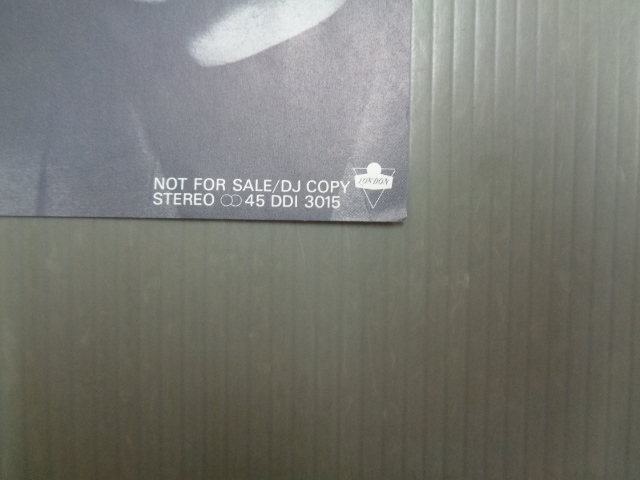 NOT FOR SALE/DJ COPY
STEREO 45 DDI 3015
LONDON